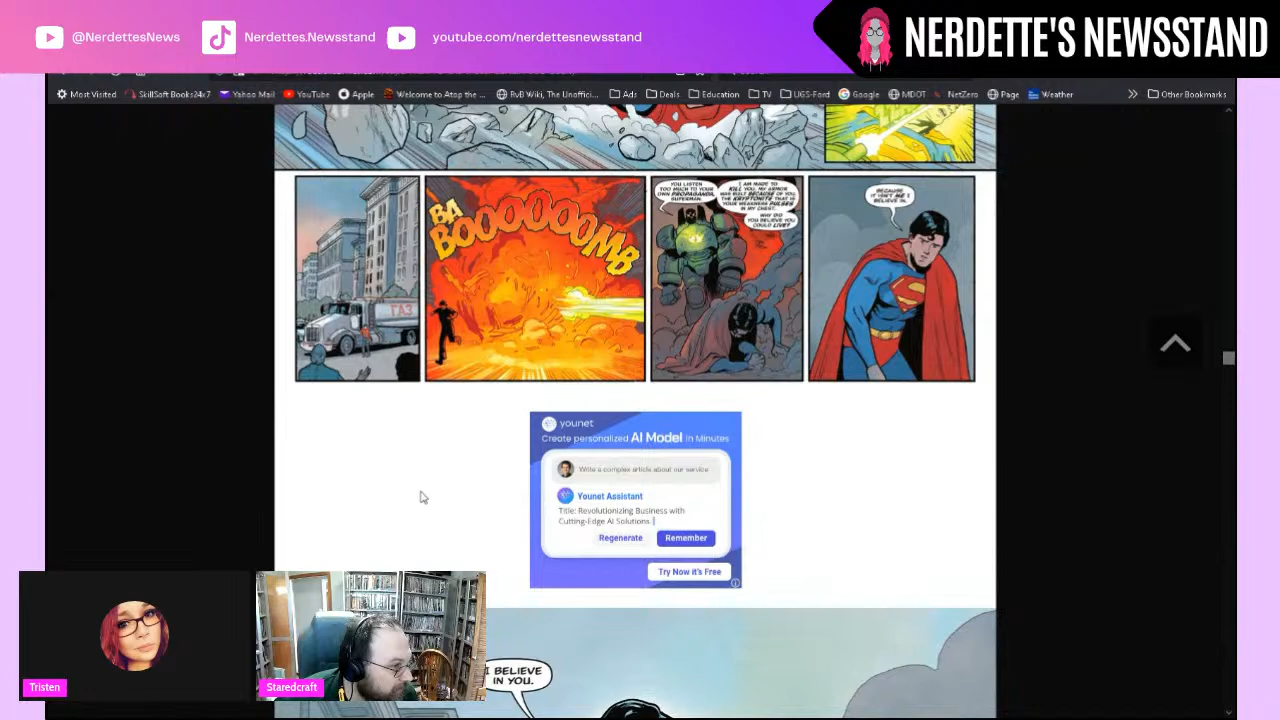 @NerdettesNews
Nerdettes.Newsstand
youtube.com/nerdettesnewsstand
NERDETTE'S NEWSSTAND
Most Visited
SkillSoft Books24x7
Yahoo Mail
YouTube
Apple
Welcome to Atop the ...
RvB Wiki, The Unoffici...
Ads
Deals
Education
TV
UGS-Ford
Google
MDOT
NetZero
Page
Weather
Other Bookmarks
ГАЗ
BA
BOOOOOOOMB
YOU LISTEN
TOO MUCH TO YOUR
OWN PROPAGANDA,
SUPERMAN.
I AM MADE TO
KILL YOU. MY ARMOR
WAS BUILT BECAUSE OF YOU.
THE KRYPTONITE THAT IS
YOUR WEAKNESS PULSES
IN MY CHEST.
WHY DID
YOU BELIEVE YOU
COULD LIVE?
BECAUSE
IT ISN'T ME I
BELIEVE IN.
younet
Create personalized AI Model In Minutes
Write a complex article about our service
Younet Assistant
Title: Revolutionizing Business with
Cutting-Edge AI Solutions.
Regenerate
Remember
Try Now it's Free
I BELIEVE
IN YOU.
Tristen
Staredcraft